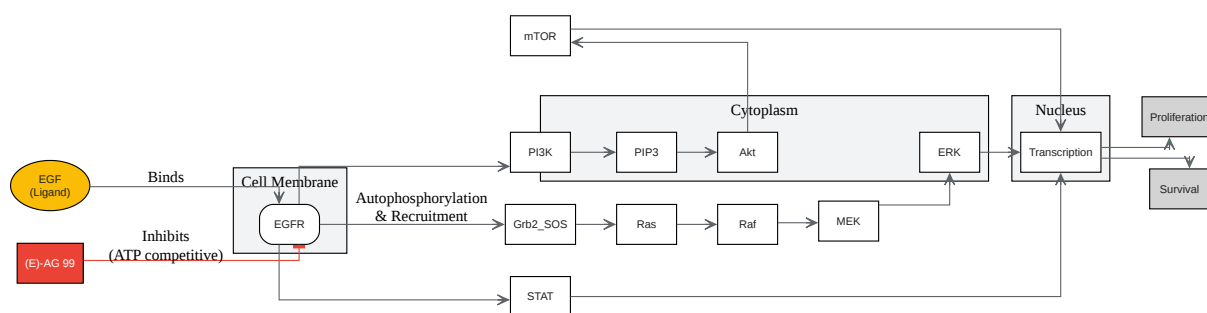 mTOR
Cytoplasm
Nucleus
Proliferation
PI3K
PIP3
Akt
ERK
Transcription
EGF
(Ligand)
Binds
Cell Membrane
Survival
Autophosphorylation
& Recruitment
EGFR
Grb2_SOS
Ras
Raf
MEK
Inhibits
(ATP competitive)
(E)-AG 99
STAT